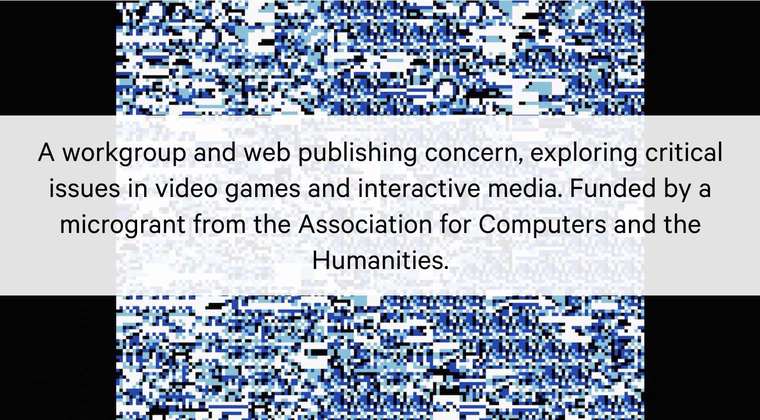 A workgroup and web publishing concern, exploring critical
issues in video games and interactive media. Funded by a
microgrant from the Association for Computers and the
Humanities.